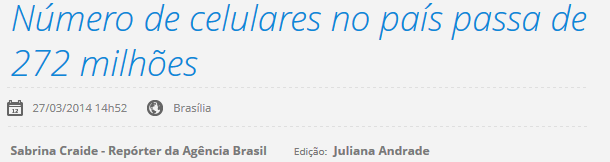 Número de celulares no país passa de
272 milhões
27/03/2014 14h52 Brasília
Sabrina Craide - Repórter da Agência Brasil Edição: Juliana Andrade